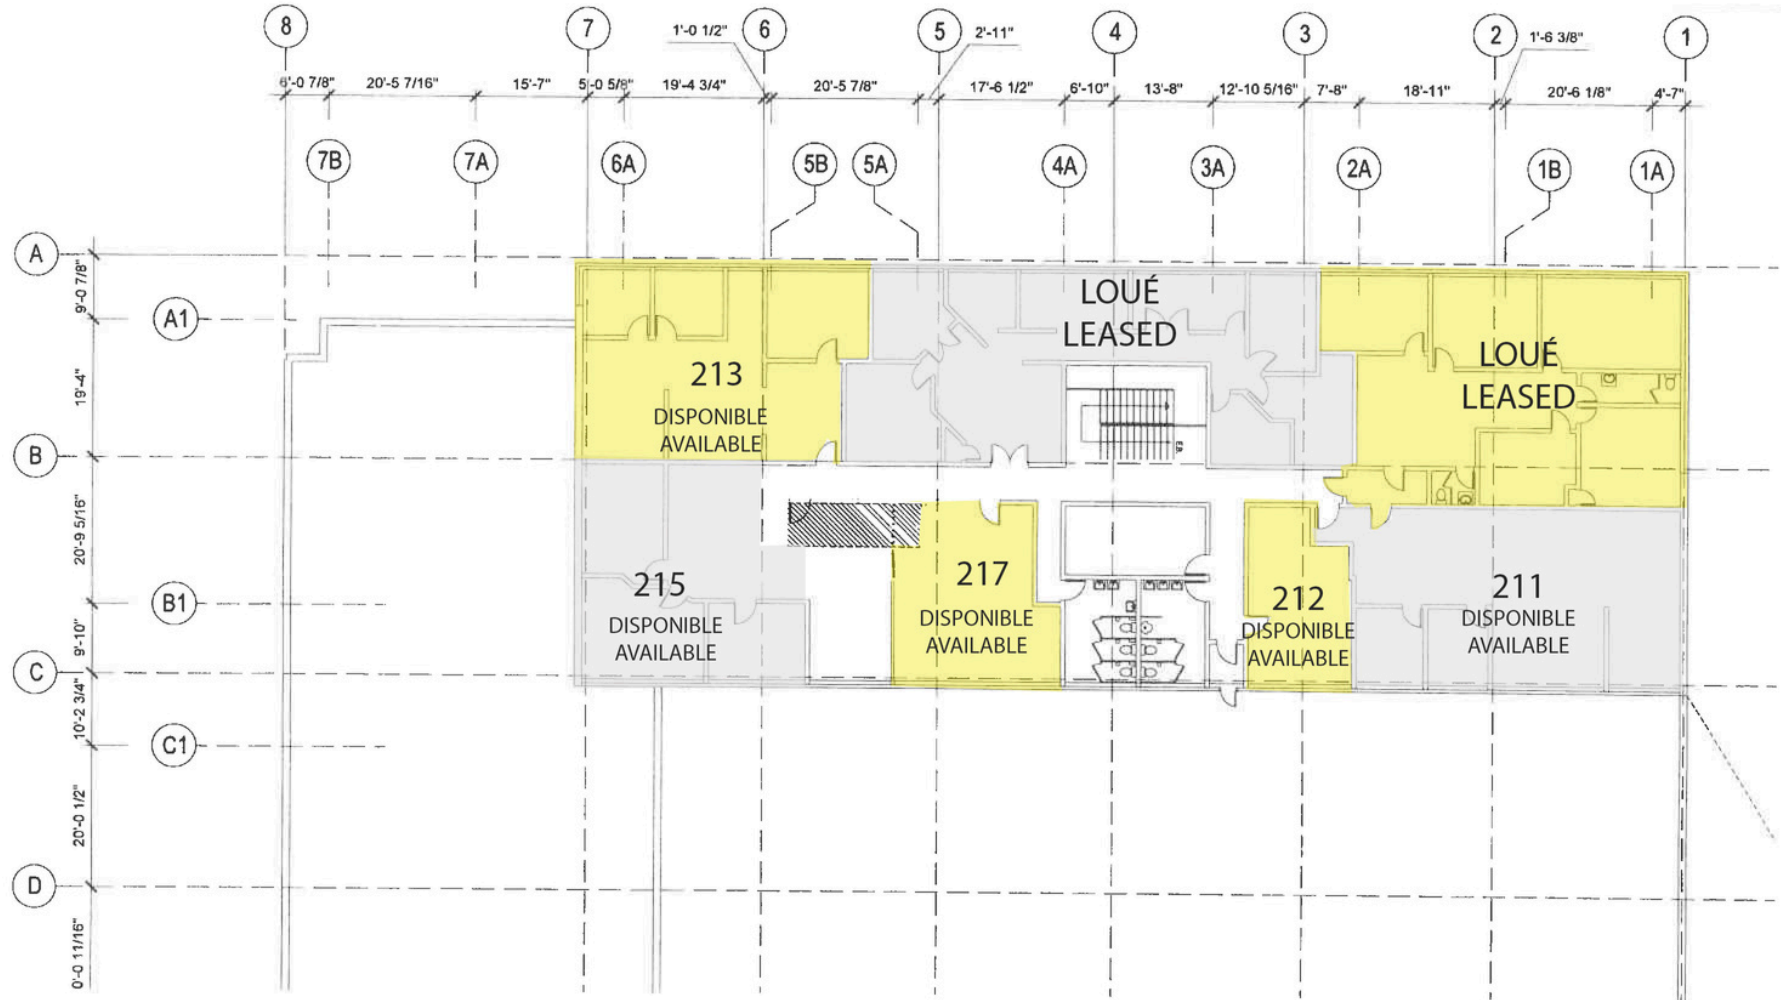 8
7
6
5
4
3
2
1
1'-0 1/2"
2'-11"
1'-6 3/8"
6'-0 7/8"
20'-5 7/16"
15'-7"
5'-0 5/8"
19'-4 3/4"
20'-5 7/8"
17'-6 1/2"
6'-10"
13'-8"
12'-10 5/16"
7'-8"
18'-11"
20'-6 1/8"
4'-7"
7B
7A
6A
5B
5A
4A
3A
2A
1B
1A
A
9'-0 7/8"
A1
19'-4"
B
20'-9 5/16"
B1
9'-10"
C
10'-2 3/4"
C1
20'-0 1/2"
D
0'-0 11/16"
LOUÉ
LEASED
LOUÉ
LEASED
213
DISPONIBLE
AVAILABLE
215
DISPONIBLE
AVAILABLE
217
DISPONIBLE
AVAILABLE
212
DISPONIBLE
AVAILABLE
211
DISPONIBLE
AVAILABLE